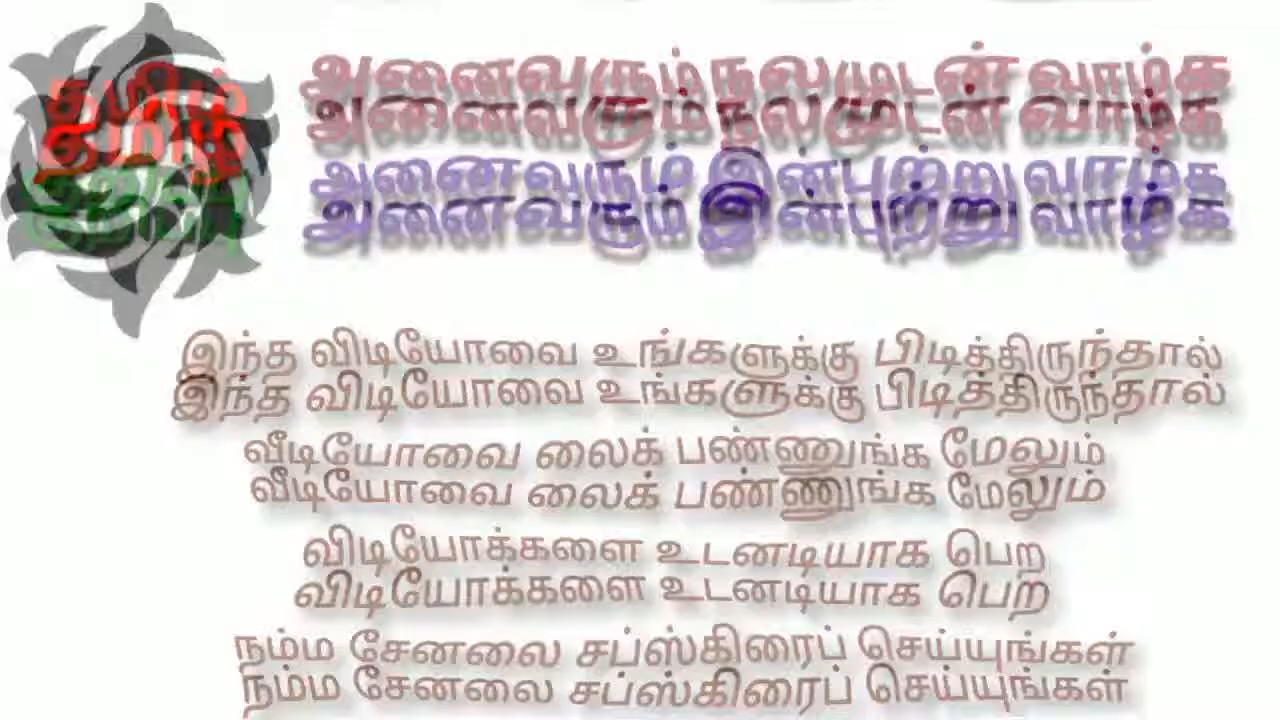 தமிழ்
அனைவரும் நலமுடன் வாழ்க
அனைவரும் நலமுடன் வாழ்க
அனைவரும் இன்புற்று வாழ்க
அனைவரும் இன்புற்று வாழ்க
இந்த விடியோவை உங்களுக்கு பிடித்திருந்தால்
இந்த விடியோவை உங்களுக்கு பிடித்திருந்தால்
வீடியோவை லைக் பண்ணுங்க மேலும்
வீடியோவை லைக் பண்ணுங்க மேலும்
விடியோக்களை உடனடியாக பெற
விடியோக்களை உடனடியாக பெற
நம்ம சேனலை சப்ஸ்கிரைப் செய்யுங்கள்
நம்ம சேனலை சப்ஸ்கிரைப் செய்யுங்கள்